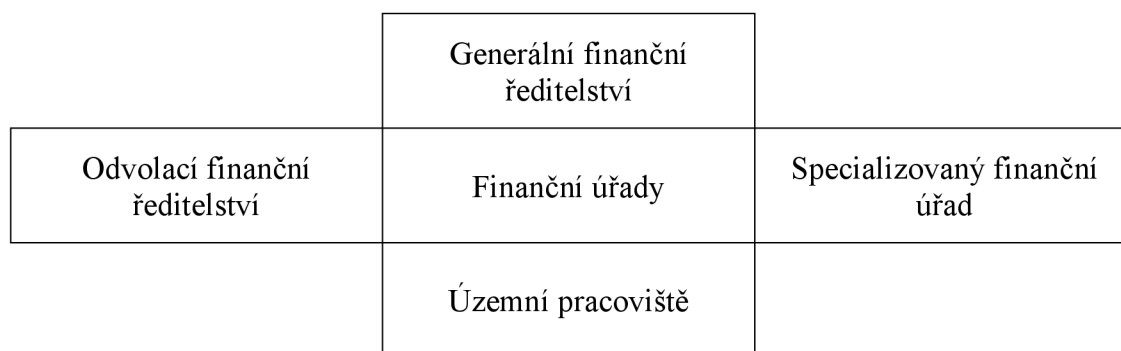 Generální finanční
ředitelství
Odvolací finanční
ředitelství
Finanční úřady
Specializovaný finanční
úřad
Územní pracoviště